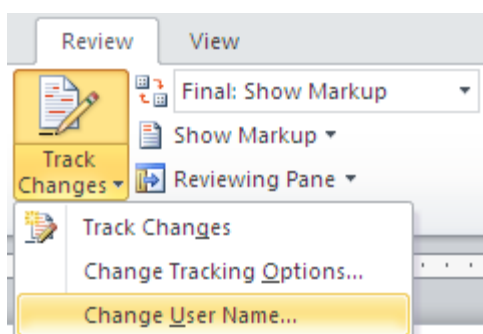 Review View
Final: Show Markup
Show Markup
Track
Changes
Reviewing Pane
Track Changes
Change Tracking Options...
Change User Name...